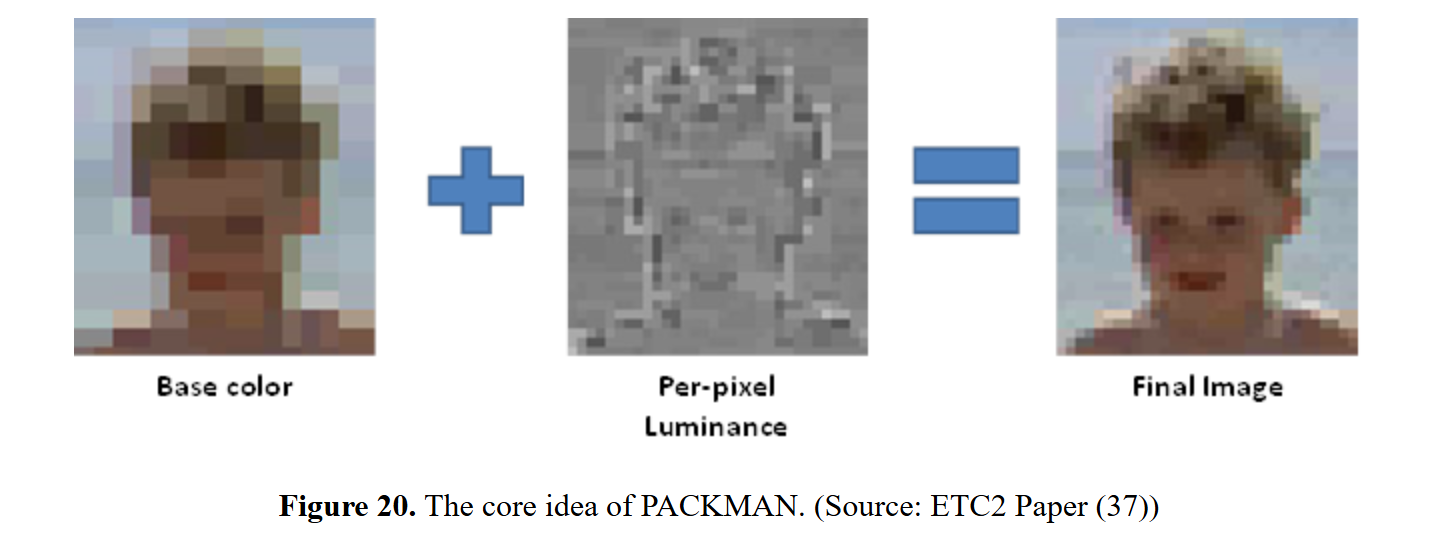 Base color
Per-pixel
Luminance
Final Image
Figure 20. The core idea of PACKMAN. (Source: ETC2 Paper (37))